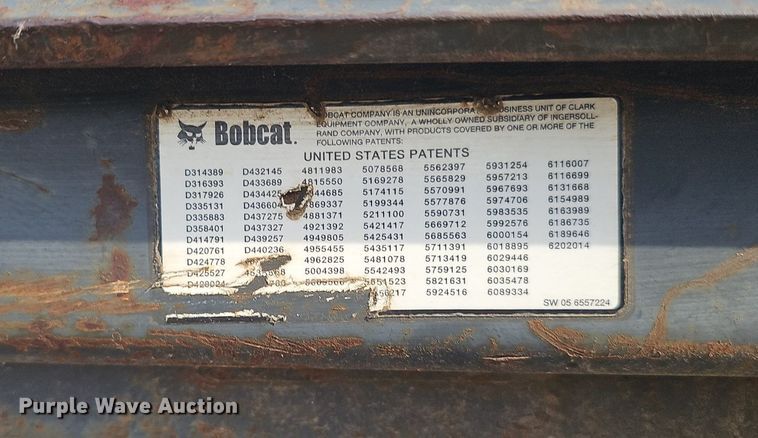 Bobcat.
BOBCAT COMPANY IS AN BUSINESS UNIT OF CLARK
EQUIPMENT COMPANY, A WHOLLY OWNED SUBSIDIARY OF INGERSOLL-
RAND COMPANY, WITH PRODUCTS COVERED BY ONE OR MORE OF THE
FOLLOWING PATENTS:
UNITED STATES PATENTS
D314389 D432145 4811983 5078568 5562397 5931254 6116007
D316393 D433689 4815550 5169278 5565829 5957213 6116699
D317926 D434425 5174115 5570991 5967693 6131668
D335131 D436604 5199344 5577876 5974706 6154989
D335883 D437275 4881371 5211100 5590731 5983535 6163989
D358401 D437327 4921392 5421417 5669712 5992576 6186735
D414791 D439257 4949805 5425431 5685563 6000154 6189646
D420761 D440236 4955455 5435117 5711391 6018895 6202014
D424778 4962825 5481078 5713419 6029446
D425527 5004398 5542493 5759125 6030169
5821631 6035478
5924516 6089334
SW 05 6557224
Purple Wave Auction